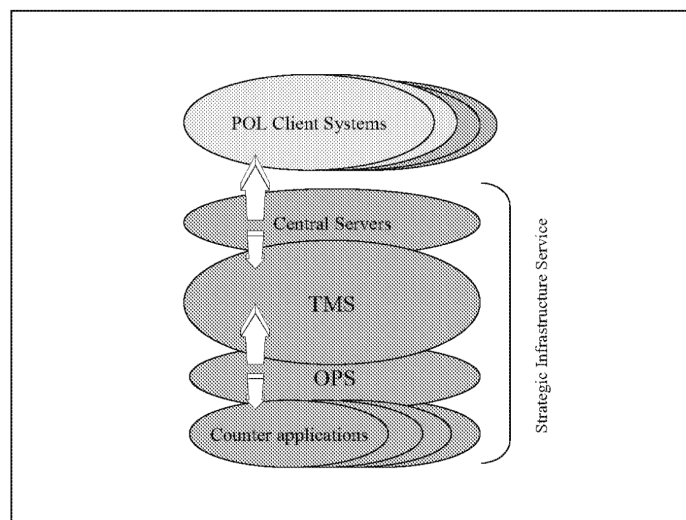 POL Client Systems
Central Servers
TMS
OPS
Counter applications
Strategic Infrastructure Service